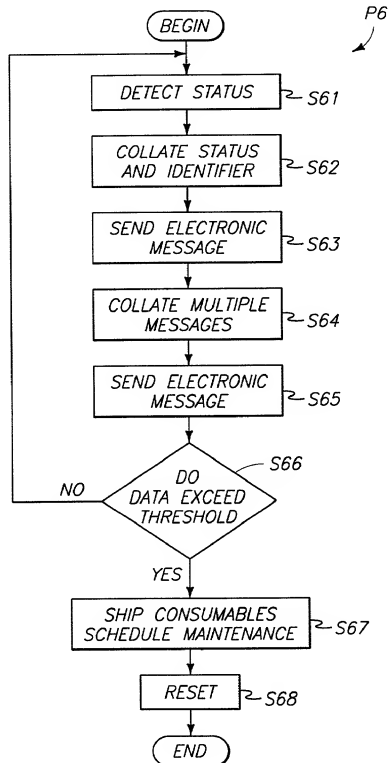 P6
BEGIN
DETECT STATUS
S61
COLLATE STATUS
AND IDENTIFIER
S62
SEND ELECTRONIC
MESSAGE
S63
COLLATE MULTIPLE
MESSAGES
S64
SEND ELECTRONIC
MESSAGE
S65
S66
DO
DATA EXCEED
THRESHOLD
NO
YES
SHIP CONSUMABLES
SCHEDULE MAINTENANCE
S67
RESET
S68
END